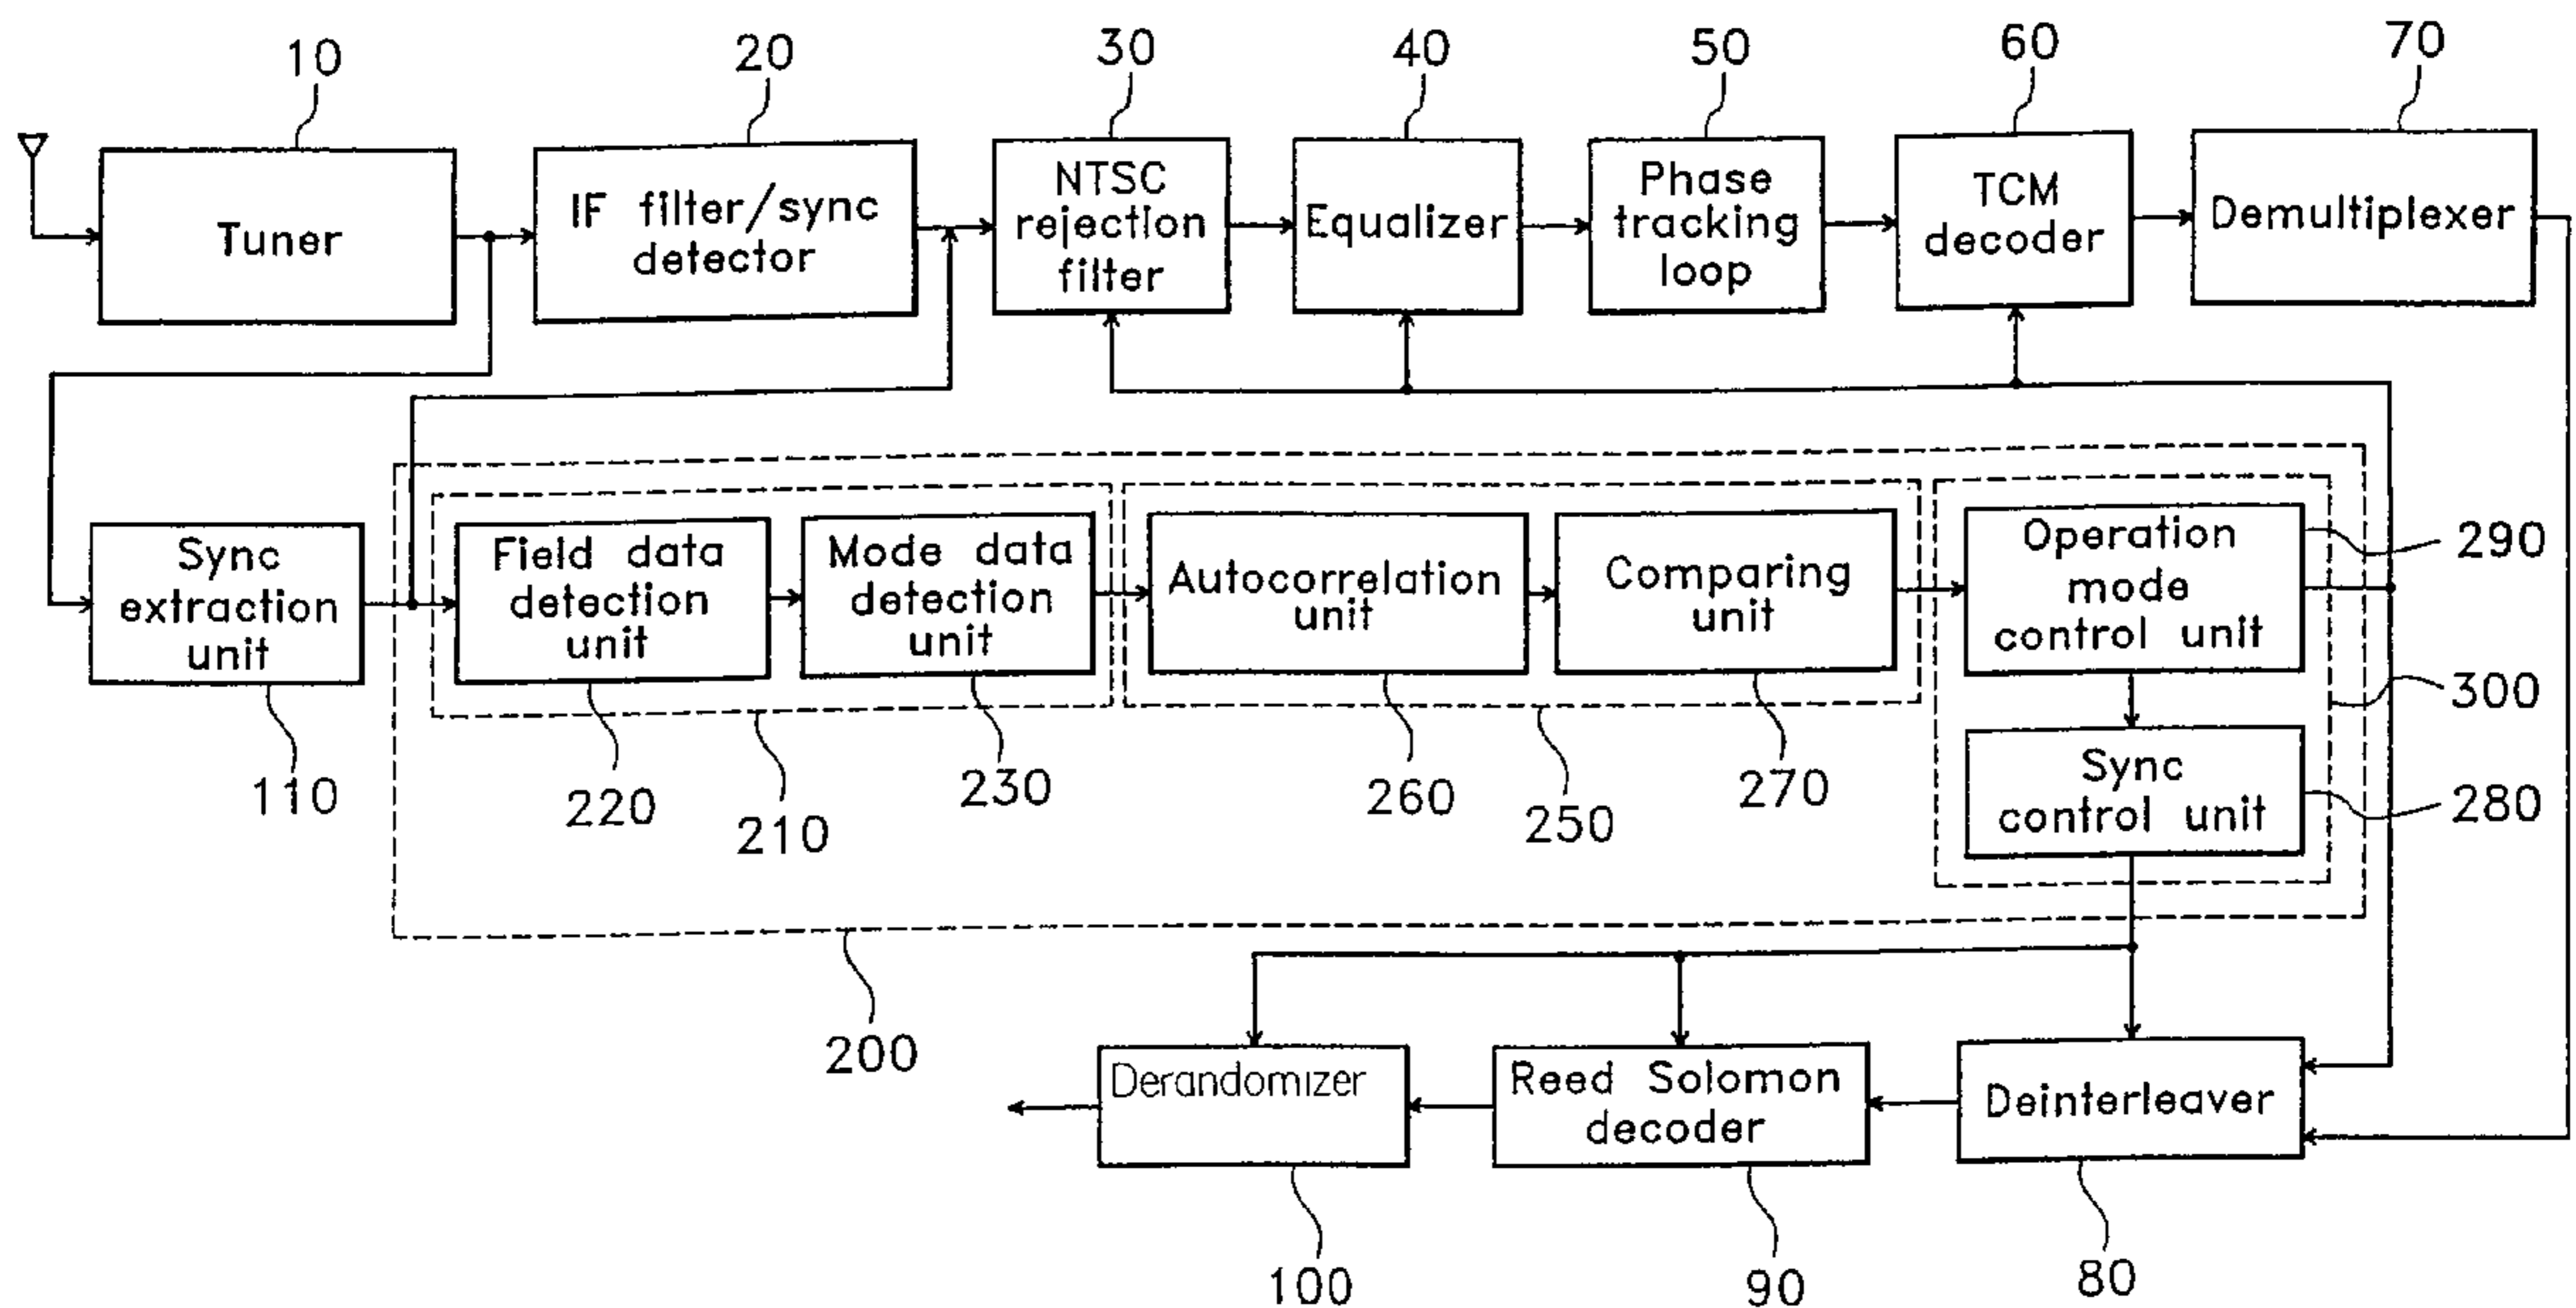 10
20
30
40
50
60
70
Tuner
IF filter/sync
detector
NTSC
rejection
filter
Equalizer
Phase
tracking
loop
TCM
decoder
Demultiplexer
Sync
extraction
unit
Field data
detection
unit
Mode data
detection
unit
Autocorrelation
unit
Comparing
unit
Operation
mode
control unit
290
300
Sync
control unit
280
110
220
210
230
260
250
270
200
Derandomizer
Reed Solomon
decoder
Deinterleaver
100
90
80